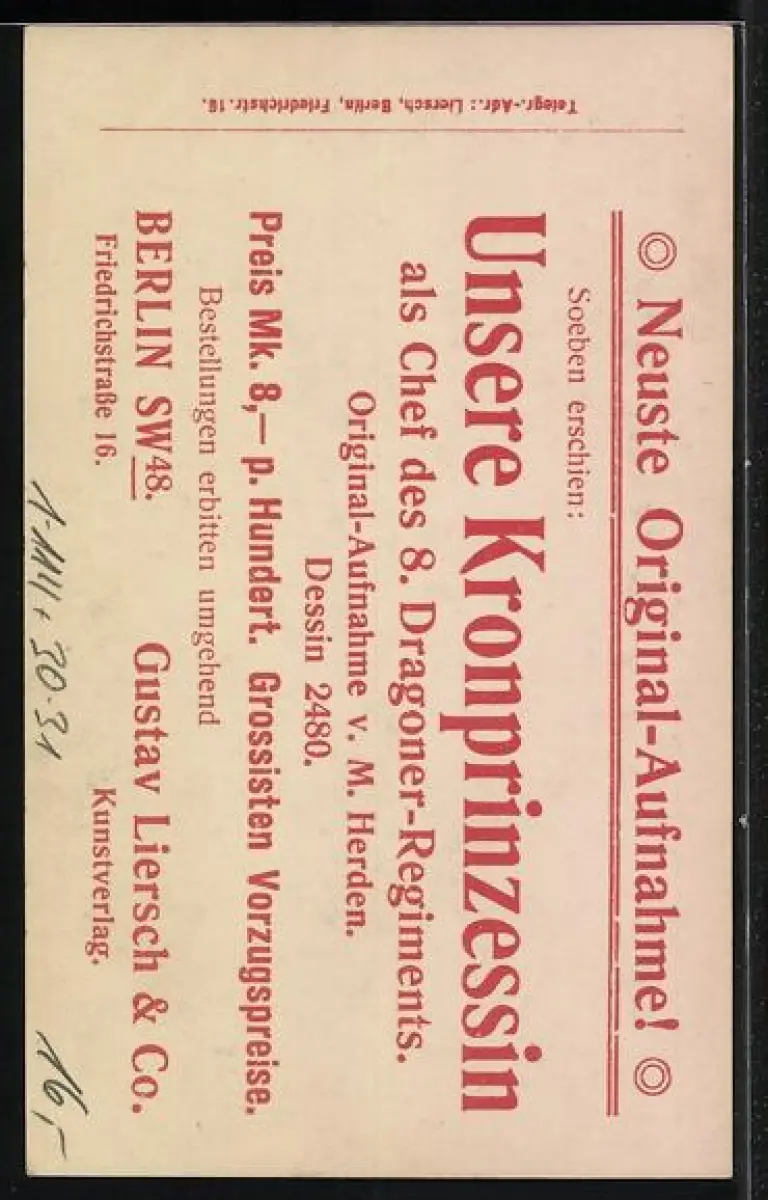 ◎ Neuste Original-Aufnahme! ◎
Soeben erschien:
Unsere Kronprinzessin
als Chef des 8. Dragoner-Regiments.
Original-Aufnahme v. M. Herden.
Dessin 2480.
Preis Mk. 8,— p. Hundert. Grossisten Vorzugspreise.
Bestellungen erbitten umgehend
BERLIN SW48. Gustav Liersch & Co.
Friedrichstraße 16. Kunstverlag.
Telegr.-Adr.: Liersch, Berlin, Friedrichstr. 16.
16,-